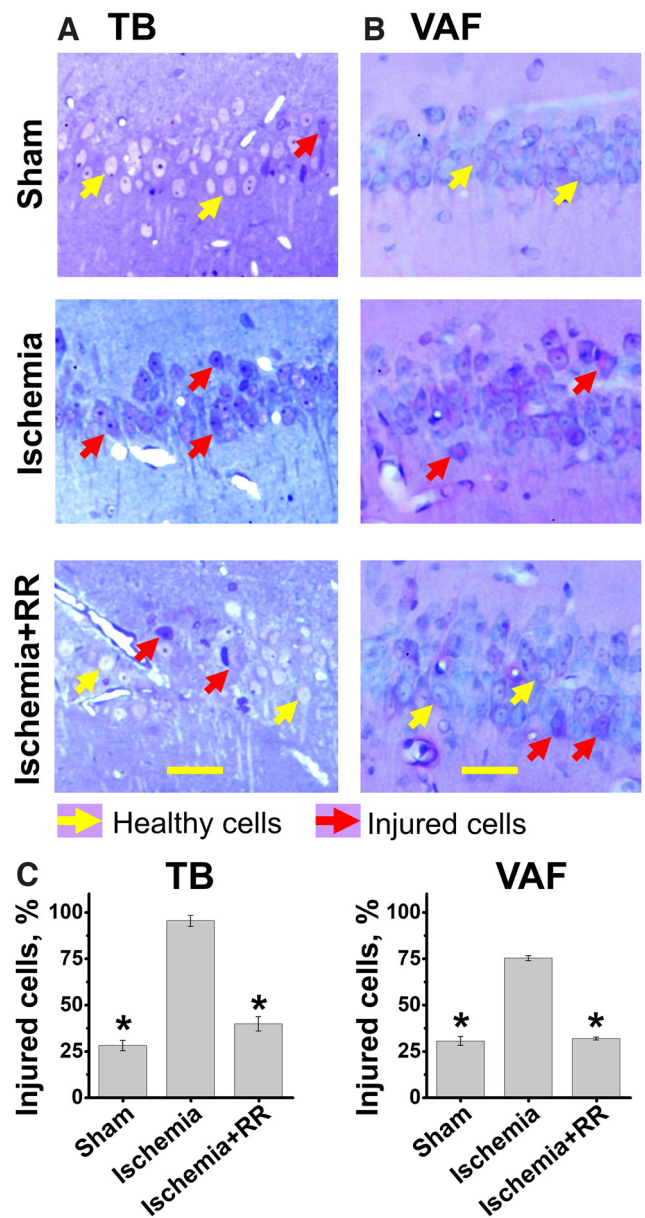 A TB
B VAF
Sham
Ischemia
Ischemia+RR
Healthy cells
Injured cells
C
TB
Injured cells, %
100
75
50
25
0
*
*
Sham
Ischemia
Ischemia+RR
VAF
Injured cells, %
100
75
50
25
0
*
*
Sham
Ischemia
Ischemia+RR